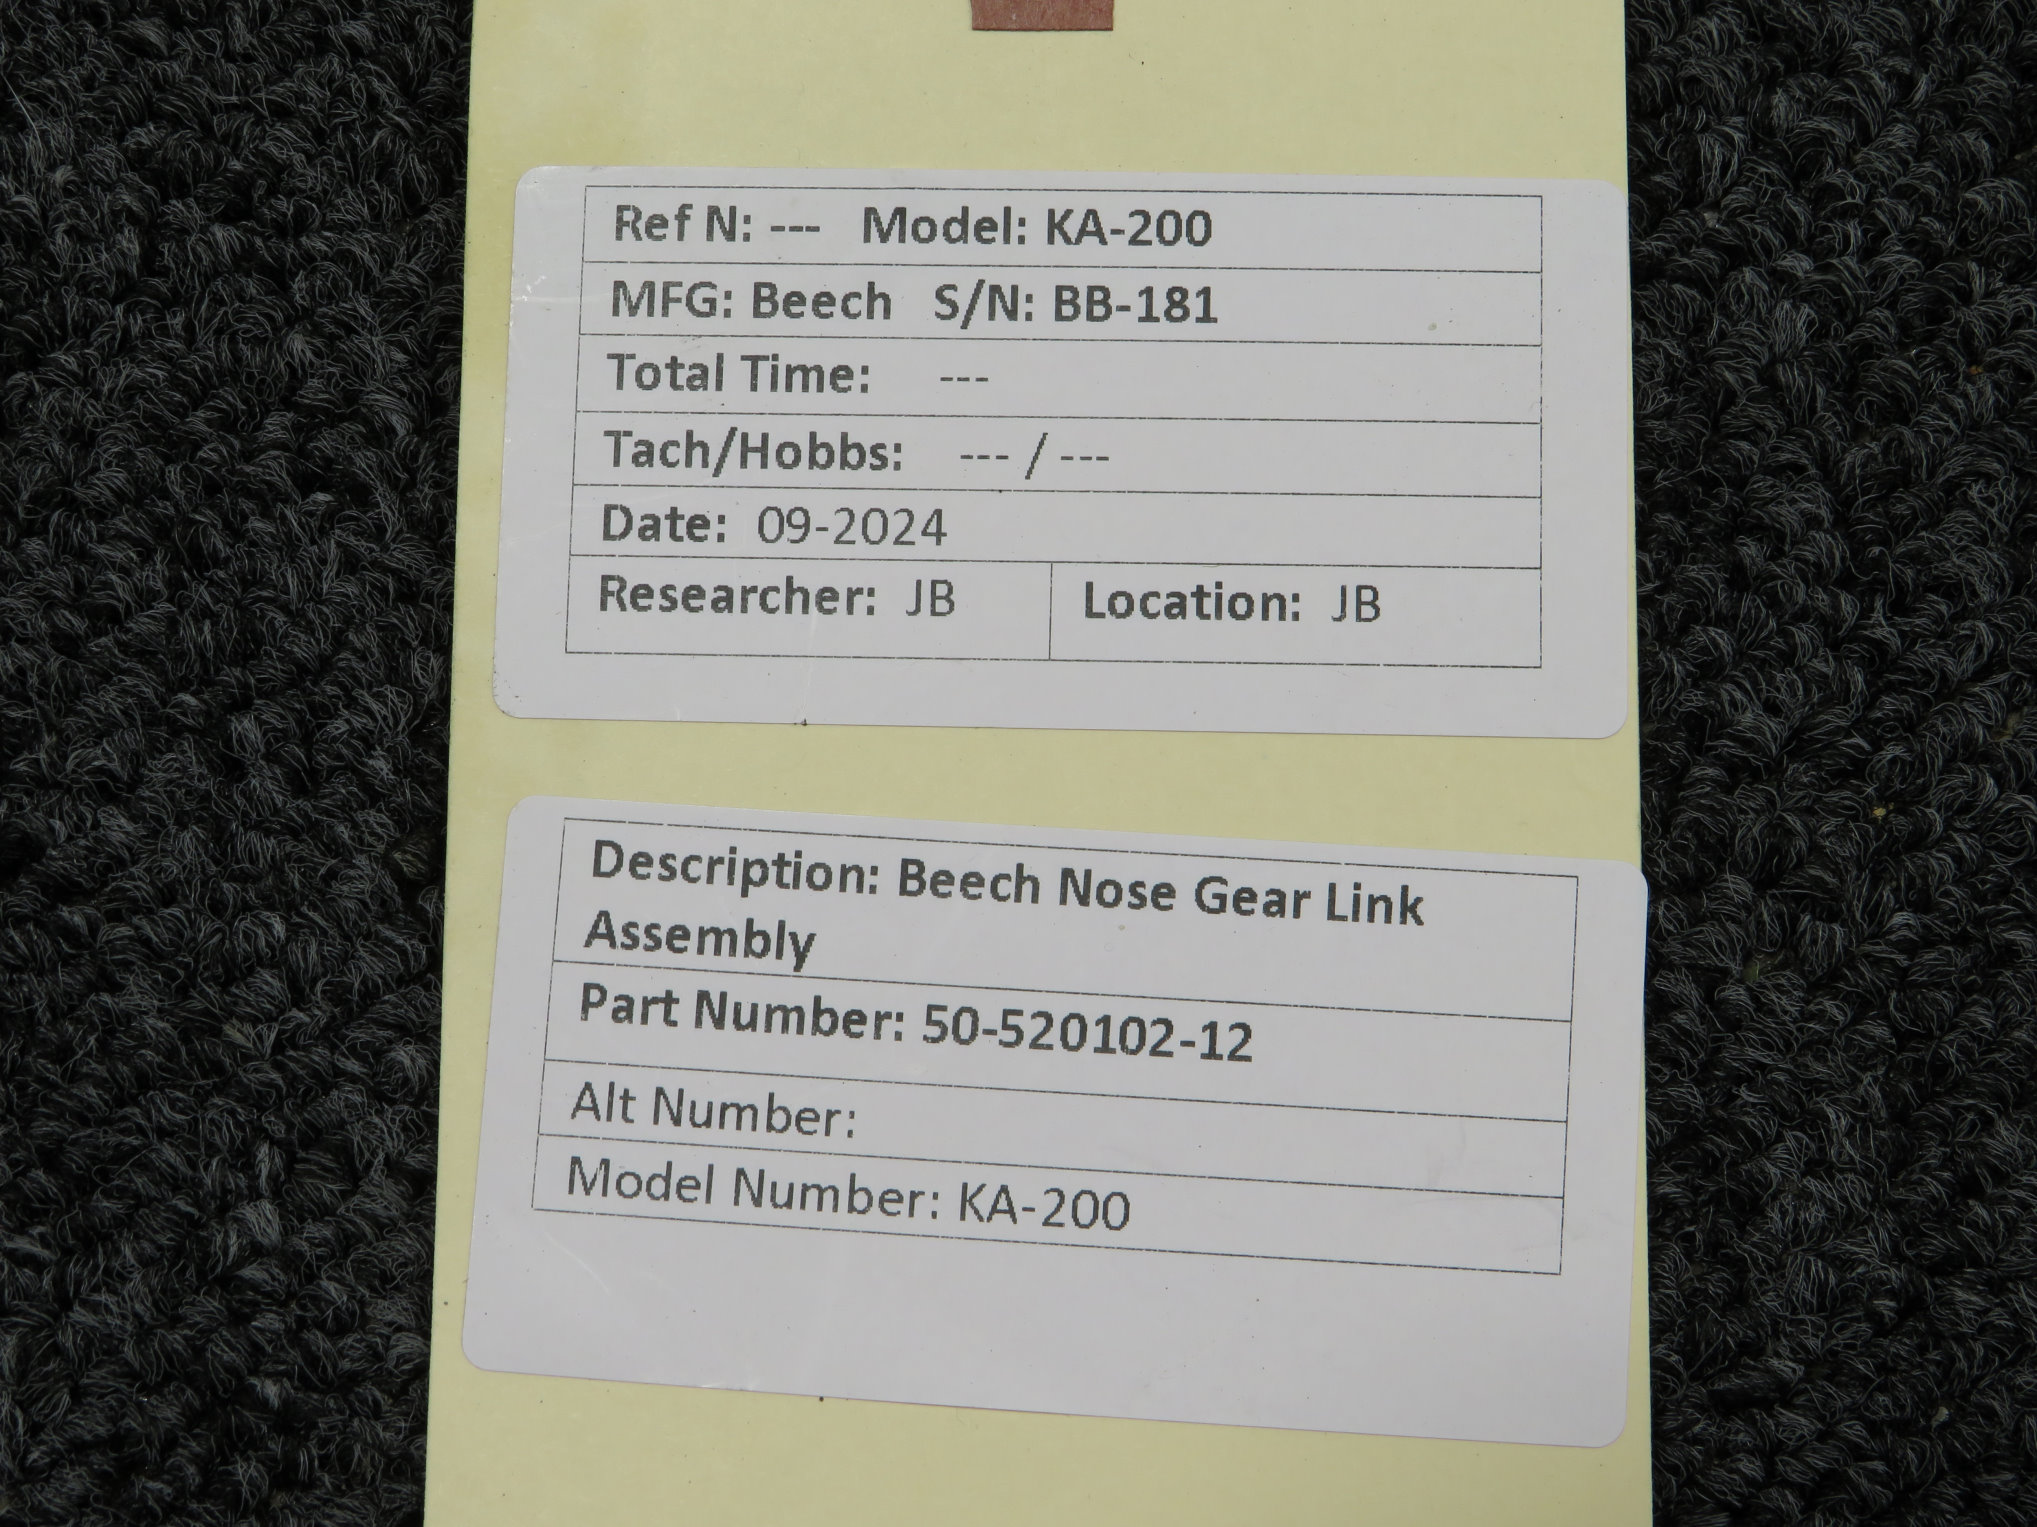 Ref N: --- Model: KA-200
MFG: Beech S/N: BB-181
Total Time: ---
Tach/Hobbs: --- / ---
Date: 09-2024
Researcher: JB Location: JB
Description: Beech Nose Gear Link
Assembly
Part Number: 50-520102-12
Alt Number:
Model Number: KA-200